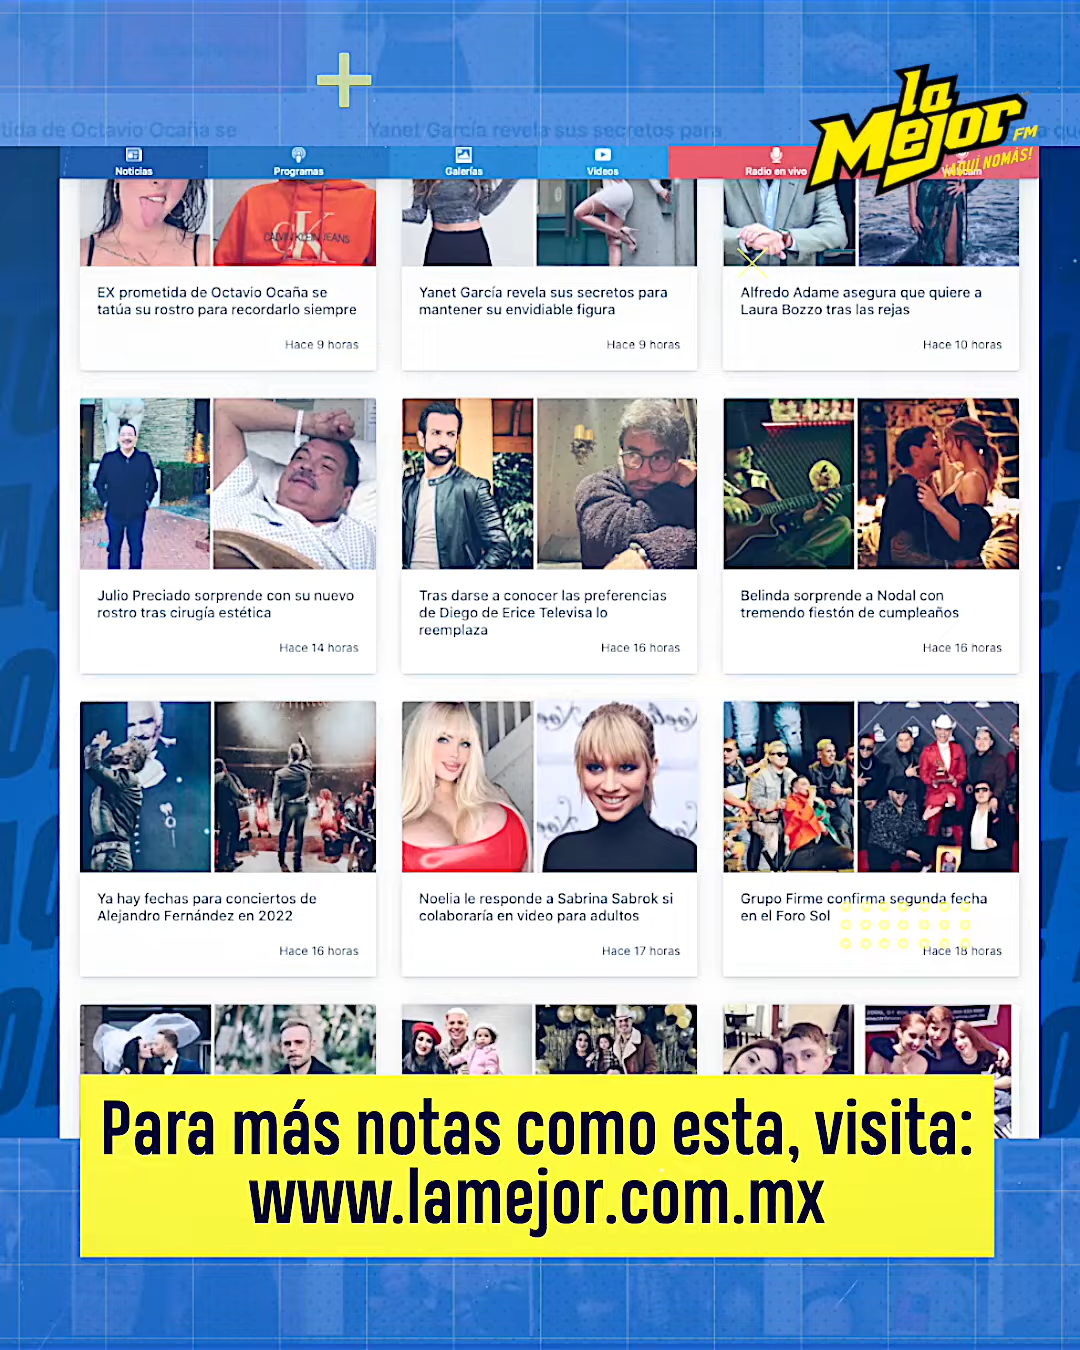 la
Mejor
FM
¡AQUÍ NOMÁS!
tida de Octavio Ocaña se
Yanet García revela sus secretos para
Noticias
Programas
Galerías
Videos
Radio en vivo
CALVIN KLEIN JEANS
EX prometida de Octavio Ocaña se
tatúa su rostro para recordarlo siempre
Hace 9 horas
Yanet García revela sus secretos para
mantener su envidiable figura
Hace 9 horas
Alfredo Adame asegura que quiere a
Laura Bozzo tras las rejas
Hace 10 horas
Julio Preciado sorprende con su nuevo
rostro tras cirugía estética
Hace 14 horas
Tras darse a conocer las preferencias
de Diego de Erice Televisa lo
reemplaza
Hace 16 horas
Belinda sorprende a Nodal con
tremendo fiestón de cumpleaños
Hace 16 horas
Ya hay fechas para conciertos de
Alejandro Fernández en 2022
Hace 16 horas
Noelia le responde a Sabrina Sabrok si
colaboraría en video para adultos
Hace 17 horas
Grupo Firme confirma segunda fecha
en el Foro Sol
Hace 18 horas
Para más notas como esta, visita:
www.lamejor.com.mx